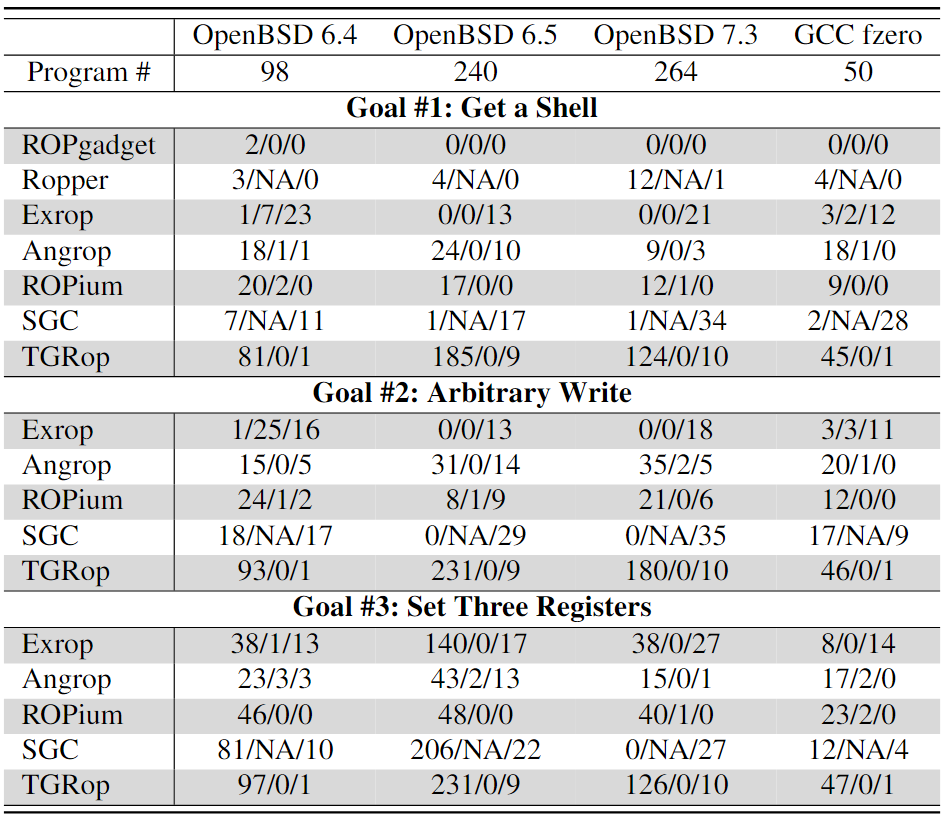 OpenBSD 6.4 OpenBSD 6.5 OpenBSD 7.3 GCC fzero
Program # 98 240 264 50
Goal #1: Get a Shell
ROPgadget 2/0/0 0/0/0 0/0/0 0/0/0
Ropper 3/NA/0 4/NA/0 12/NA/1 4/NA/0
Exrop 1/7/23 0/0/13 0/0/21 3/2/12
Angrop 18/1/1 24/0/10 9/0/3 18/1/0
ROPium 20/2/0 17/0/0 12/1/0 9/0/0
SGC 7/NA/11 1/NA/17 1/NA/34 2/NA/28
TGRop 81/0/1 185/0/9 124/0/10 45/0/1
Goal #2: Arbitrary Write
Exrop 1/25/16 0/0/13 0/0/18 3/3/11
Angrop 15/0/5 31/0/14 35/2/5 20/1/0
ROPium 24/1/2 8/1/9 21/0/6 12/0/0
SGC 18/NA/17 0/NA/29 0/NA/35 17/NA/9
TGRop 93/0/1 231/0/9 180/0/10 46/0/1
Goal #3: Set Three Registers
Exrop 38/1/13 140/0/17 38/0/27 8/0/14
Angrop 23/3/3 43/2/13 15/0/1 17/2/0
ROPium 46/0/0 48/0/0 40/1/0 23/2/0
SGC 81/NA/10 206/NA/22 0/NA/27 12/NA/4
TGRop 97/0/1 231/0/9 126/0/10 47/0/1